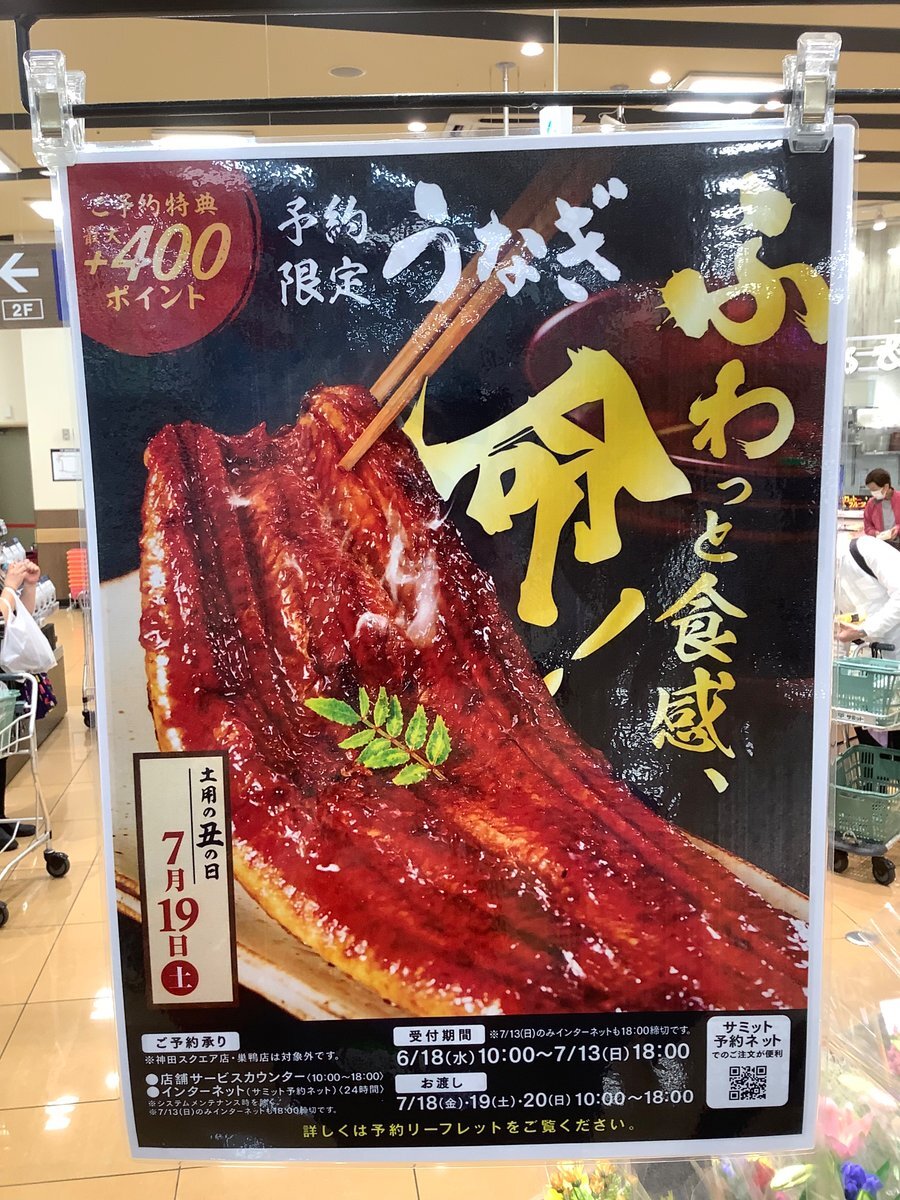 ご予約特典
最大
+400
ポイント
予約
限定
うなぎ
ふわっと食感、
命！
土用の丑の日
7月19日㊏
ご予約承り
※神田スクエア店・巣鴨店は対象外です。
●店舗サービスカウンター〈10:00〜18:00〉
●インターネット(サミット予約ネット)〈24時間〉
※システムメンテナンス時を除く。
※7/13(日)のみインターネットも18:00締切です。
受付期間 ※7/13(日)のみインターネットも18:00締切です。
6/18(水)10:00〜7/13(日)18:00
お渡し
7/18(金)・19(土)・20(日)10:00〜18:00
サミット
予約ネット
でのご注文が便利
詳しくは予約リーフレットをご覧ください。
2F